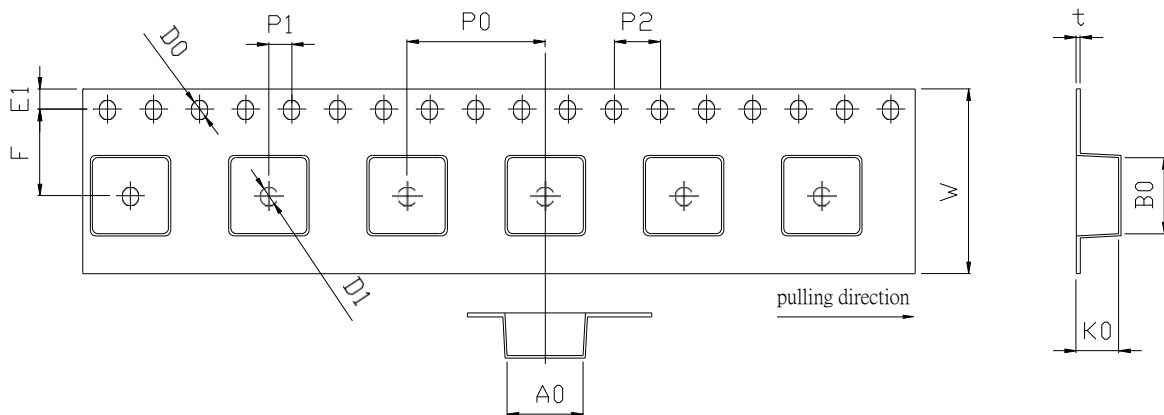 P1
P0
P2
t
D0
E1
F
W
B0
D1
pulling direction
K0
A0